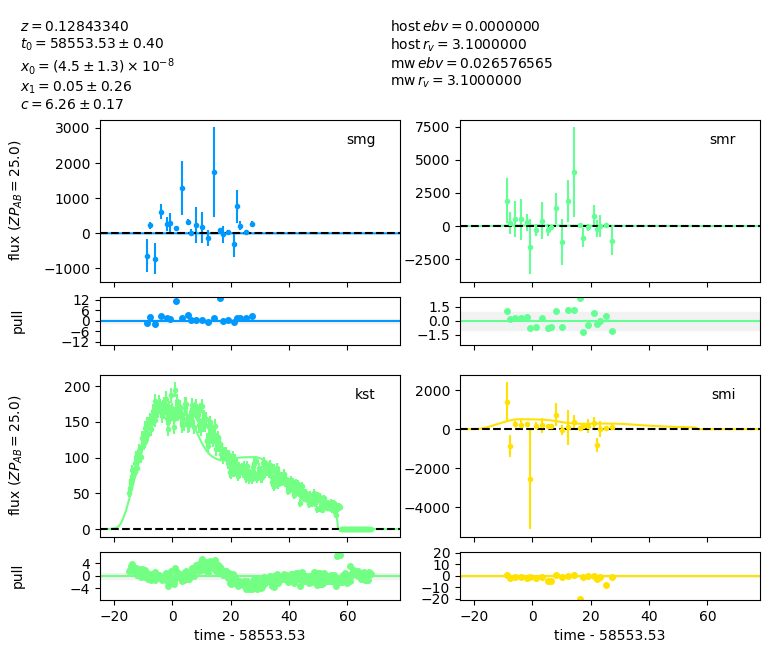 z = 0.12843340
t₀ = 58553.53 ± 0.40
x₀ = (4.5 ± 1.3) × 10⁻⁸
x₁ = 0.05 ± 0.26
c = 6.26 ± 0.17
host ebv = 0.0000000
host r_v = 3.1000000
mw ebv = 0.026576565
mw r_v = 3.1000000
flux (ZP_AB = 25.0)
3000
2000
1000
0
−1000
smg
7500
5000
2500
0
−2500
smr
pull
12
6
0
−6
−12
1.5
0.0
−1.5
flux (ZP_AB = 25.0)
200
150
100
50
0
kst
2000
0
−2000
−4000
smi
pull
4
0
−4
20
10
0
−10
−20
−20 0 20 40 60
−20 0 20 40 60
time - 58553.53
time - 58553.53